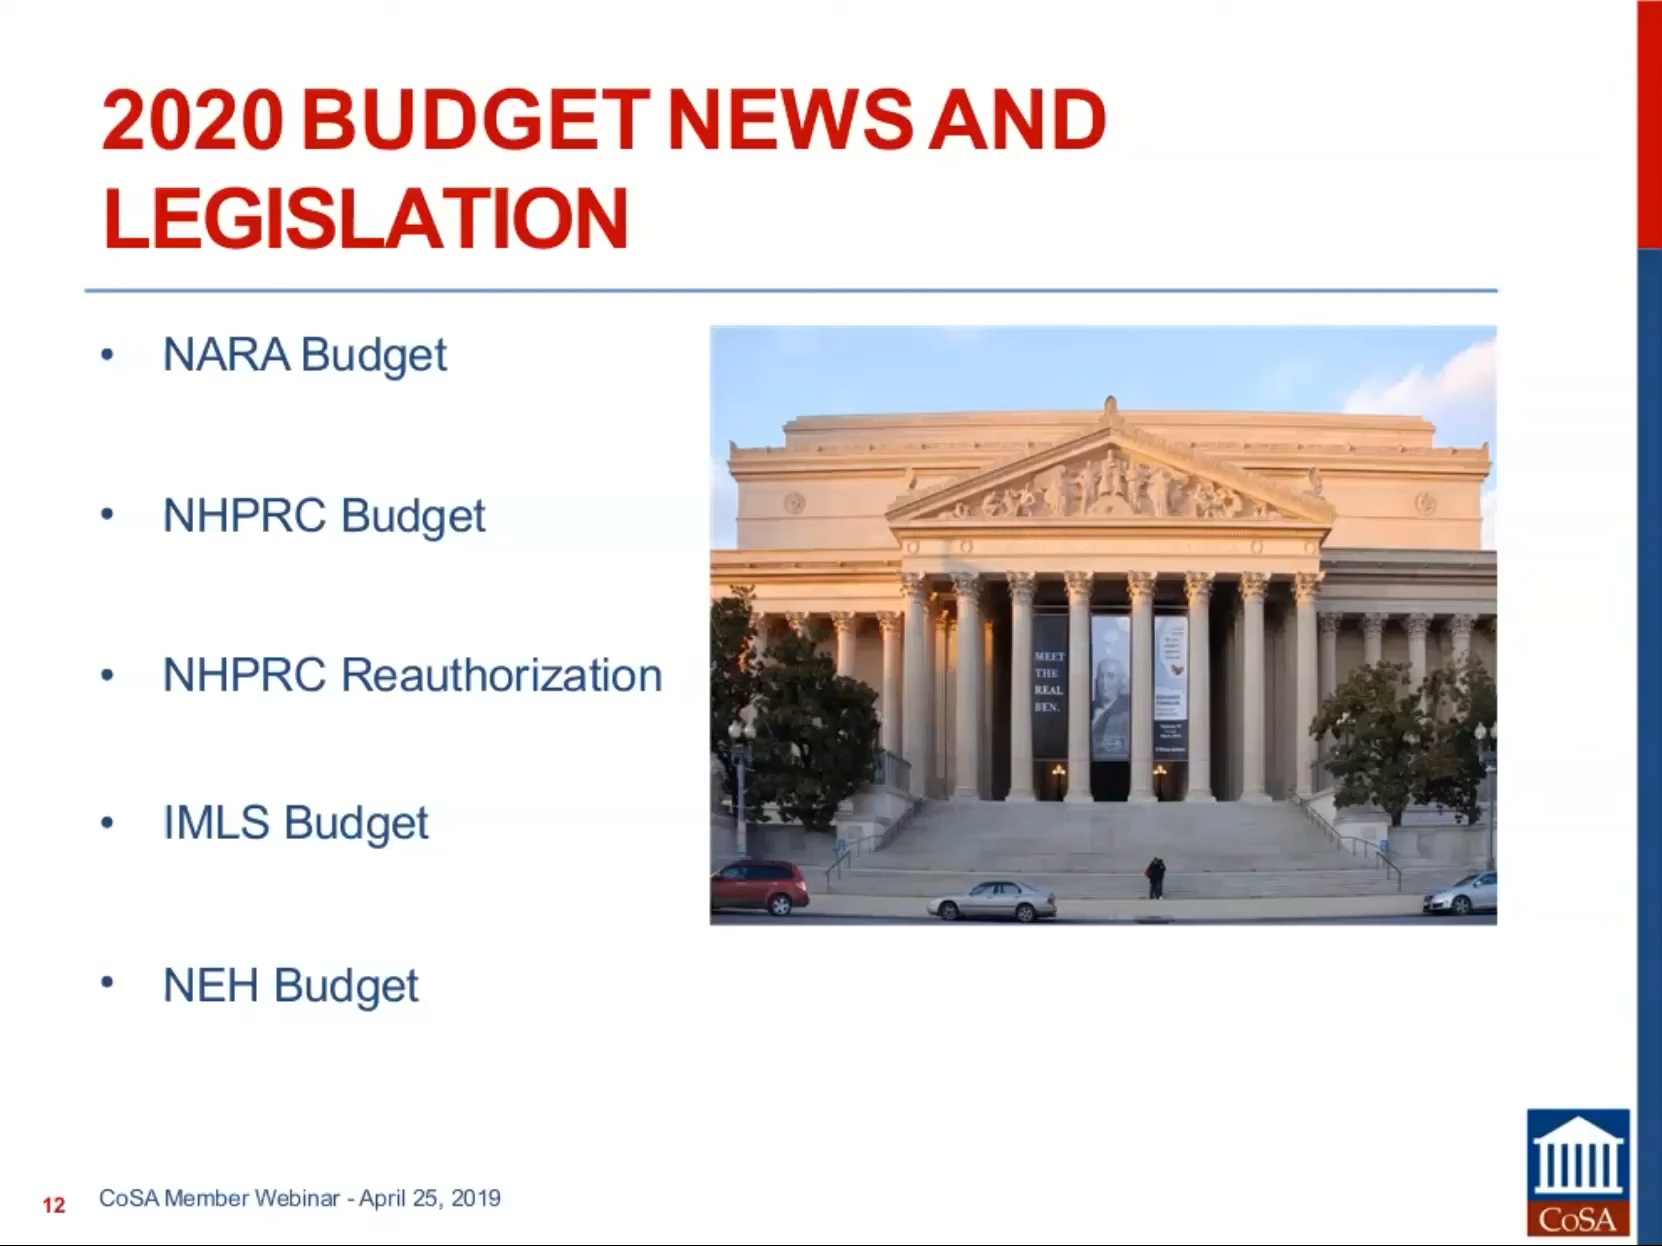 2020 BUDGET NEWS AND
LEGISLATION
• NARA Budget
• NHPRC Budget
• NHPRC Reauthorization
• IMLS Budget
• NEH Budget
MEET
THE
REAL
BEN.
12 CoSA Member Webinar - April 25, 2019
CoSA